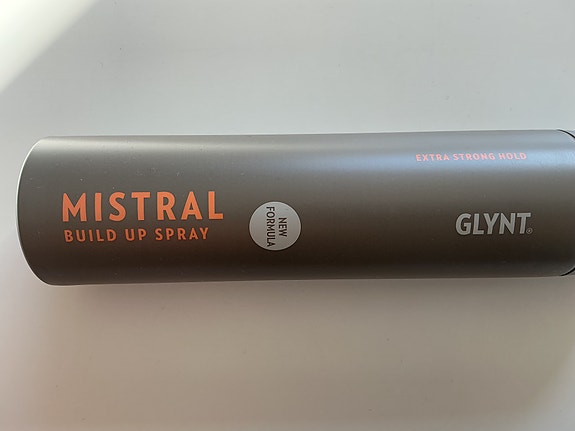 EXTRA STRONG HOLD
MISTRAL
BUILD UP SPRAY
NEW
FORMULA
GLYNT®